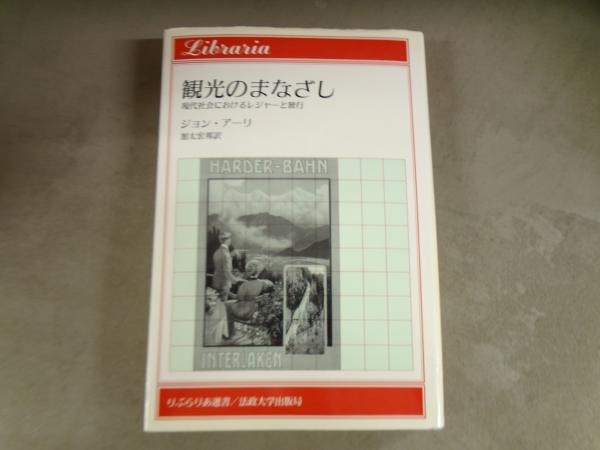 Libraria
観光のまなざし
現代社会におけるレジャーと旅行
ジョン・アーリ
加太宏邦訳
HARDER-BAHN
INTERLAKEN
りぶらりあ選書/法政大学出版局